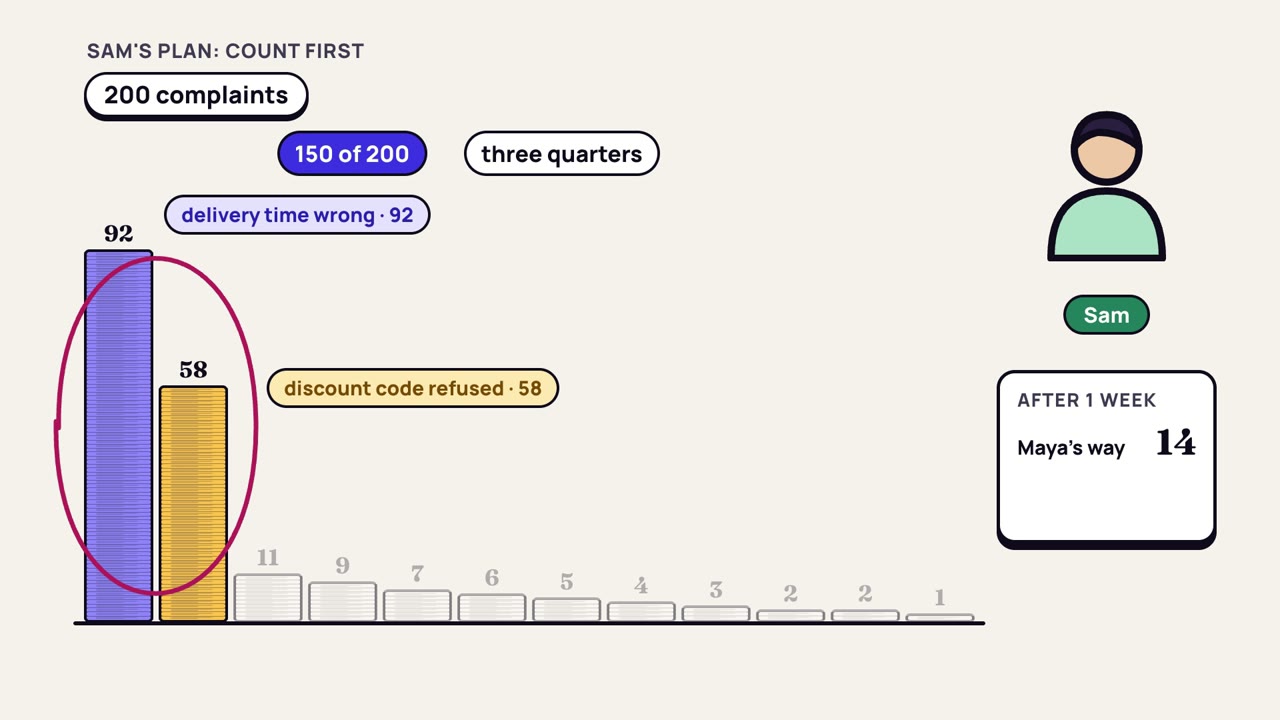 SAM'S PLAN: COUNT FIRST
200 complaints
150 of 200
three quarters
delivery time wrong · 92
92
58
discount code refused · 58
11
9
7
6
5
4
3
2
2
1
Sam
AFTER 1 WEEK
Maya's way 14